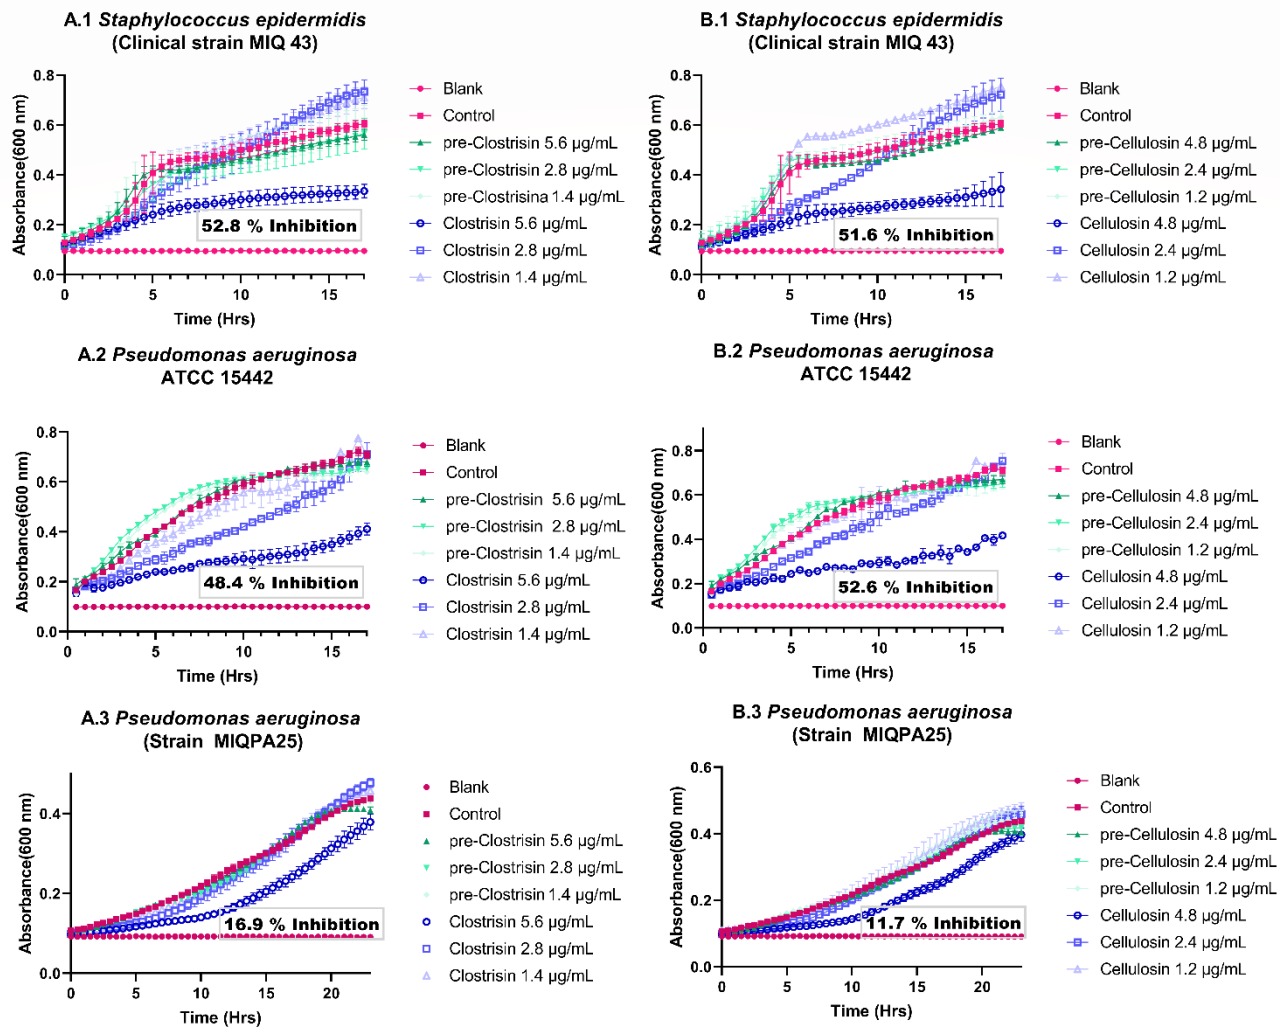 A.1 Staphylococcus epidermidis
(Clinical strain MIQ 43)
Absorbance(600 nm)
0.8
0.6
0.4
0.2
0.0
0
5
10
15
Time (Hrs)
52.8 % Inhibition
Blank
Control
pre-Clostrisin 5.6 µg/mL
pre-Clostrisin 2.8 µg/mL
pre-Clostrisina 1.4 µg/mL
Clostrisin 5.6 µg/mL
Clostrisin 2.8 µg/mL
Clostrisin 1.4 µg/mL
B.1 Staphylococcus epidermidis
(Clinical strain MIQ 43)
Absorbance(600 nm)
0.8
0.6
0.4
0.2
0.0
0
5
10
15
Time (Hrs)
51.6 % Inhibition
Blank
Control
pre-Cellulosin 4.8 µg/mL
pre-Cellulosin 2.4 µg/mL
pre-Cellulosin 1.2 µg/mL
Cellulosin 4.8 µg/mL
Cellulosin 2.4 µg/mL
Cellulosin 1.2 µg/mL
A.2 Pseudomonas aeruginosa
ATCC 15442
Absorbance(600 nm)
0.8
0.6
0.4
0.2
0.0
0
5
10
15
Time (Hrs)
48.4 % Inhibition
Blank
Control
pre-Clostrisin 5.6 µg/mL
pre-Clostrisin 2.8 µg/mL
pre-Clostrisin 1.4 µg/mL
Clostrisin 5.6 µg/mL
Clostrisin 2.8 µg/mL
Clostrisin 1.4 µg/mL
B.2 Pseudomonas aeruginosa
ATCC 15442
Absorbance(600 nm)
0.8
0.6
0.4
0.2
0.0
0
5
10
15
Time (Hrs)
52.6 % Inhibition
Blank
Control
pre-Cellulosin 4.8 µg/mL
pre-Cellulosin 2.4 µg/mL
pre-Cellulosin 1.2 µg/mL
Cellulosin 4.8 µg/mL
Cellulosin 2.4 µg/mL
Cellulosin 1.2 µg/mL
A.3 Pseudomonas aeruginosa
(Strain MIQPA25)
Absorbance(600 nm)
0.4
0.2
0.0
0
5
10
15
20
Time (Hrs)
16.9 % Inhibition
Blank
Control
pre-Clostrisin 5.6 µg/mL
pre-Clostrisin 2.8 µg/mL
pre-Clostrisin 1.4 µg/mL
Clostrisin 5.6 µg/mL
Clostrisin 2.8 µg/mL
Clostrisin 1.4 µg/mL
B.3 Pseudomonas aeruginosa
(Strain MIQPA25)
Absorbance(600 nm)
0.6
0.4
0.2
0.0
0
5
10
15
20
Time (Hrs)
11.7 % Inhibition
Blank
Control
pre-Cellulosin 4.8 µg/mL
pre-Cellulosin 2.4 µg/mL
pre-Cellulosin 1.2 µg/mL
Cellulosin 4.8 µg/mL
Cellulosin 2.4 µg/mL
Cellulosin 1.2 µg/mL